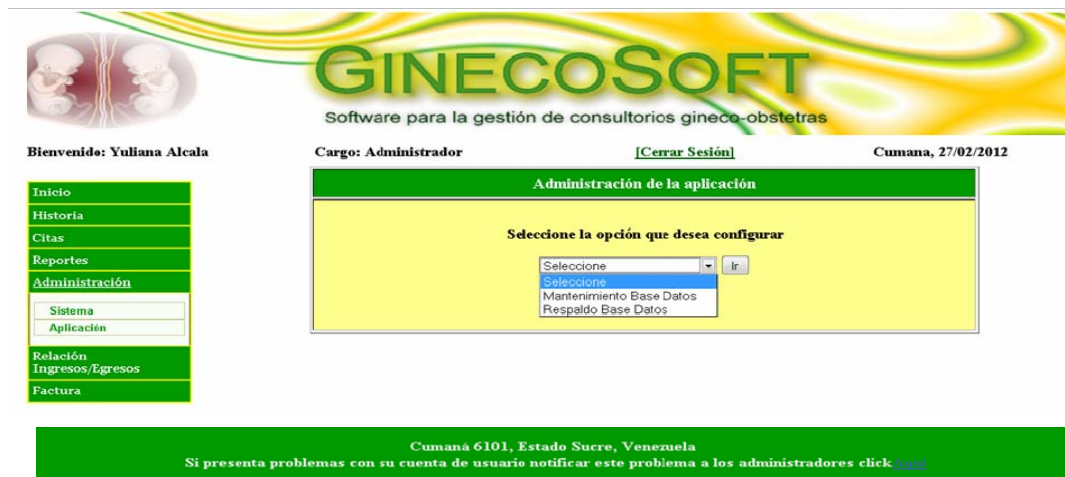 GINECOSOFT
Software para la gestión de consultorios gineco-obstetras
Bienvenido: Yuliana Alcala
Cargo: Administrador
[Cerrar Sesión]
Cumana, 27/02/2012
Inicio
Historia
Citas
Reportes
Administración
Sistema
Aplicación
Relación
Ingresos/Egresos
Factura
Administración de la aplicación
Seleccione la opción que desea configurar
Seleccione
Ir
Seleccione
Mantenimiento Base Datos
Respaldo Base Datos
Cumaná 6101, Estado Sucre, Venezuela
Si presenta problemas con su cuenta de usuario notificar este problema a los administradores click